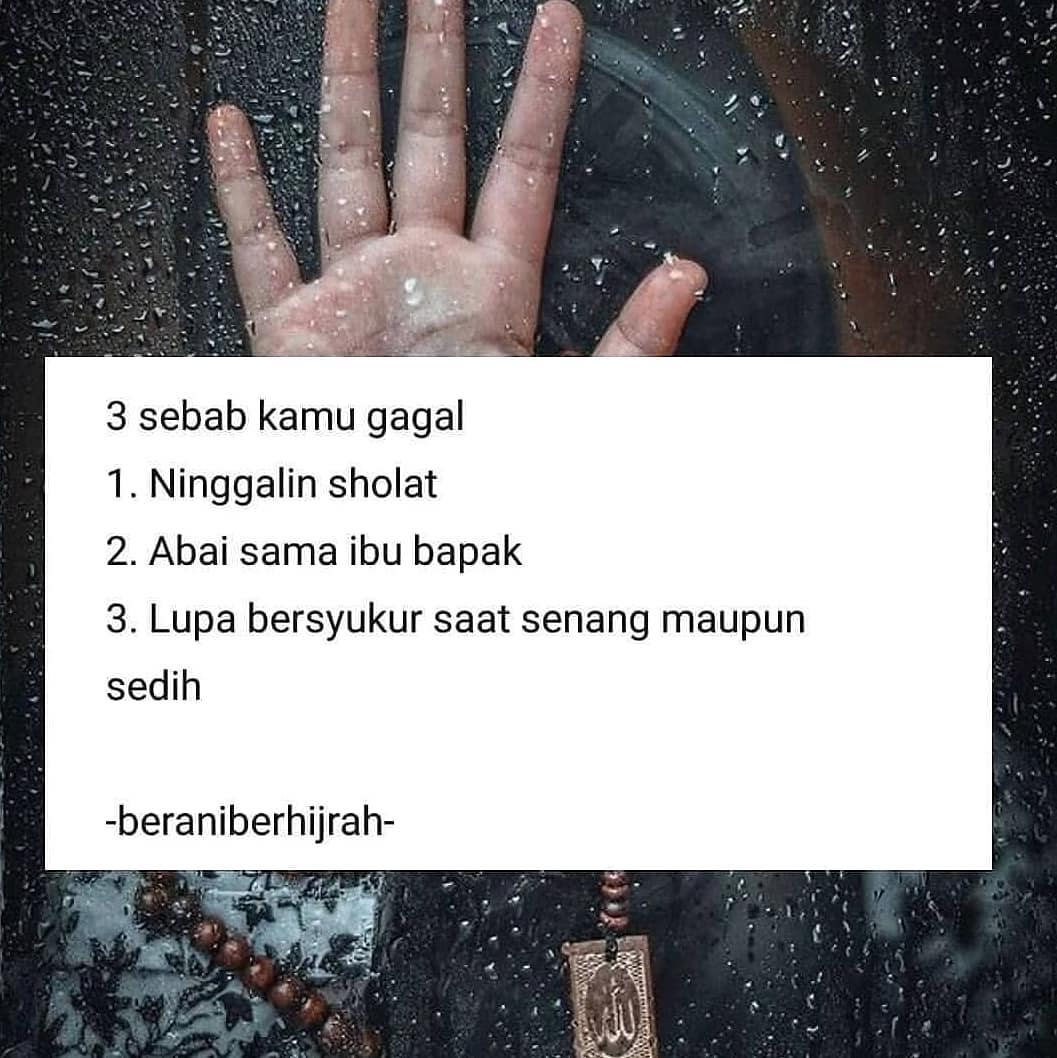 3 sebab kamu gagal
1. Ninggalin sholat
2. Abai sama ibu bapak
3. Lupa bersyukur saat senang maupun
sedih
-beraniberhijrah-
الله